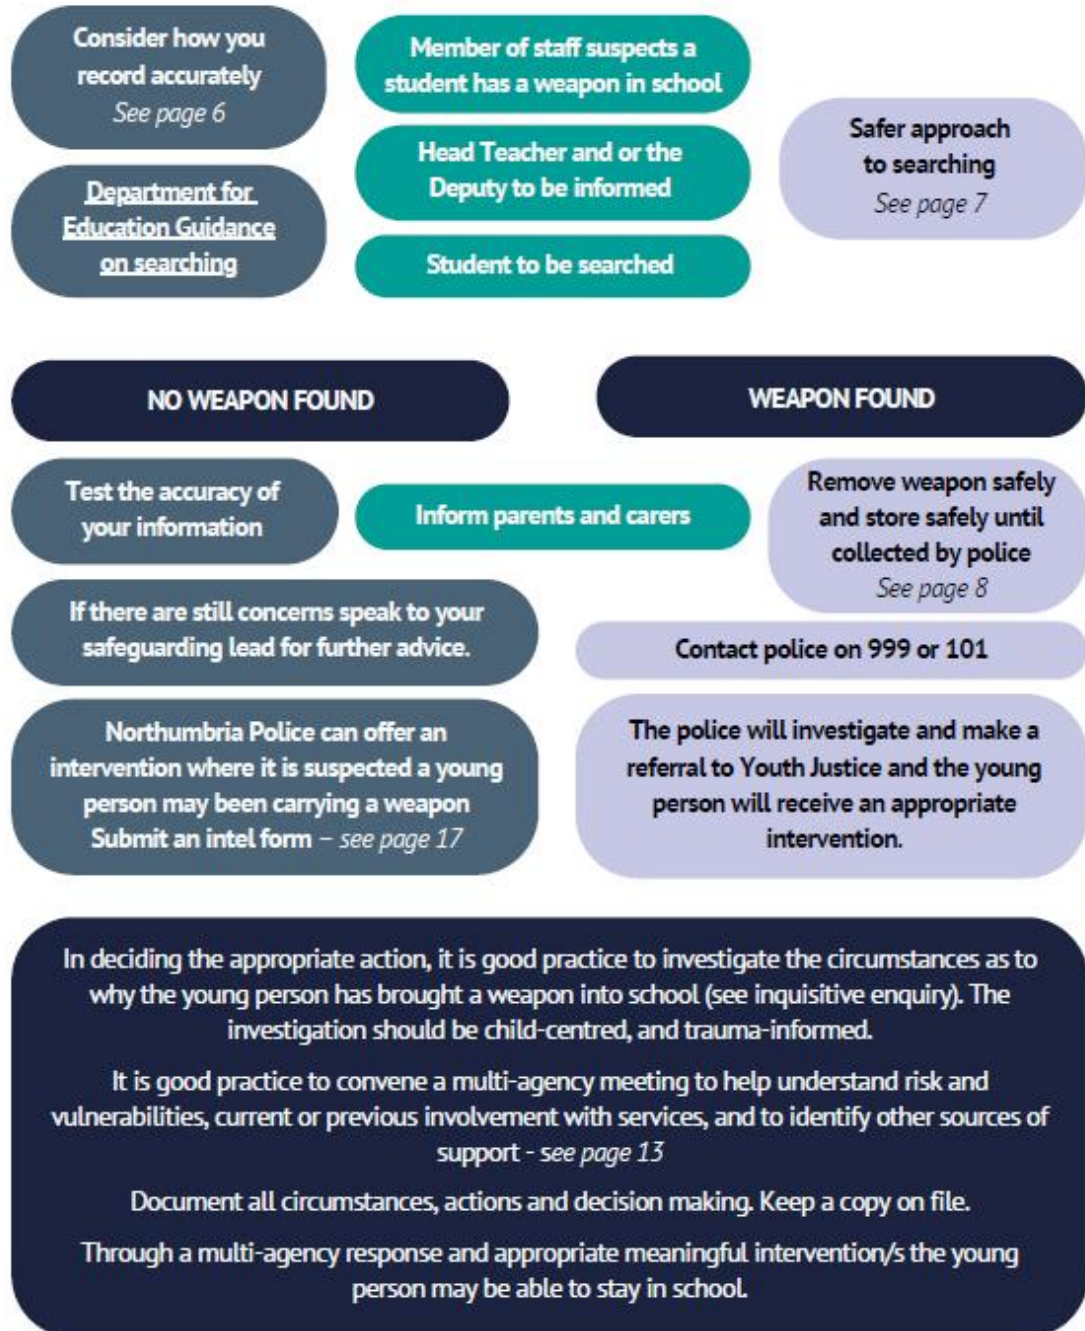 Consider how you
record accurately
See page 6
Member of staff suspects a
student has a weapon in school
Department for
Education Guidance
on searching
Head Teacher and or the
Deputy to be informed
Safer approach
to searching
See page 7
Student to be searched
NO WEAPON FOUND
WEAPON FOUND
Test the accuracy of
your information
Inform parents and carers
Remove weapon safely
and store safely until
collected by police
See page 8
If there are still concerns speak to your
safeguarding lead for further advice.
Contact police on 999 or 101
Northumbria Police can offer an
intervention where it is suspected a young
person may been carrying a weapon
Submit an intel form – see page 17
The police will investigate and make a
referral to Youth Justice and the young
person will receive an appropriate
intervention.
In deciding the appropriate action, it is good practice to investigate the circumstances as to
why the young person has brought a weapon into school (see inquisitive enquiry). The
investigation should be child-centred, and trauma-informed.
It is good practice to convene a multi-agency meeting to help understand risk and
vulnerabilities, current or previous involvement with services, and to identify other sources of
support - see page 13
Document all circumstances, actions and decision making. Keep a copy on file.
Through a multi-agency response and appropriate meaningful intervention/s the young
person may be able to stay in school.